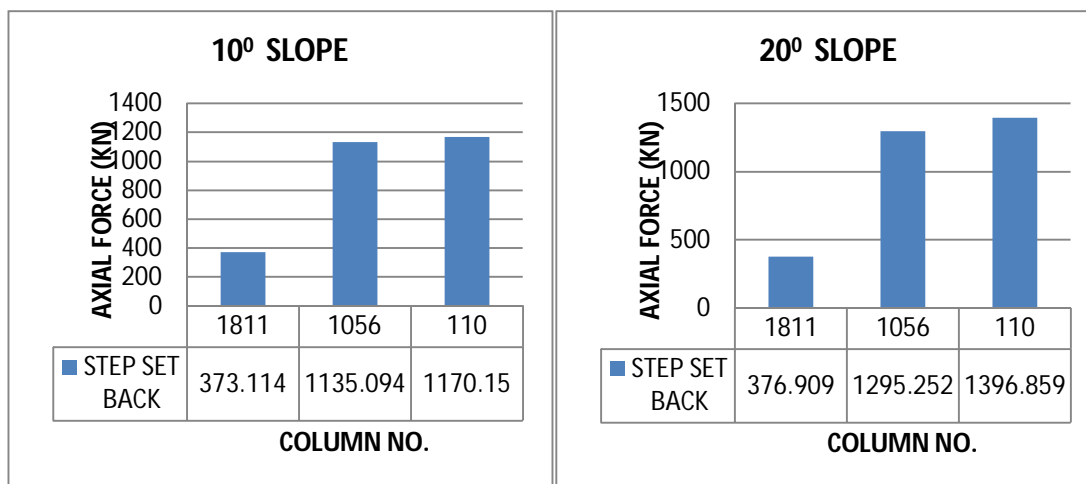 10⁰ SLOPE
AXIAL FORCE (KN)
1400
1200
1000
800
600
400
200
0
1811 1056 110
STEP SET BACK 373.114 1135.094 1170.15
COLUMN NO.
20⁰ SLOPE
AXIAL FORCE (KN)
1500
1000
500
0
1811 1056 110
STEP SET BACK 376.909 1295.252 1396.859
COLUMN NO.